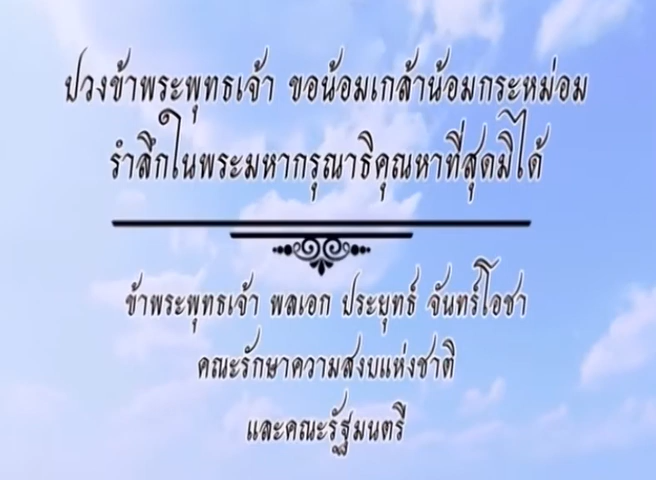 ปวงข้าพระพุทธเจ้า ขอน้อมเกล้าน้อมกระหม่อม
รำลึกในพระมหากรุณาธิคุณหาที่สุดมิได้
ข้าพระพุทธเจ้า พลเอก ประยุทธ์ จันทร์โอชา
คณะรักษาความสงบแห่งชาติ
และคณะรัฐมนตรี